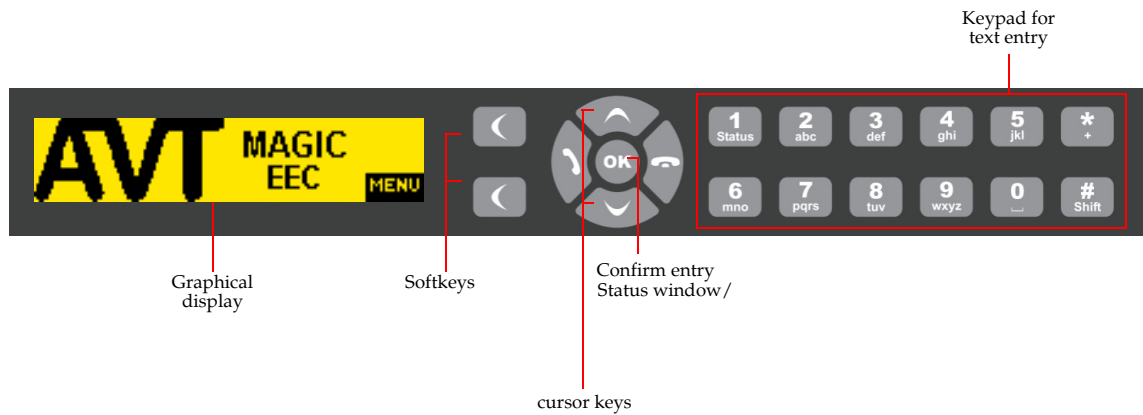 Keypad for
text entry
AVT MAGIC
EEC
MENU
OK
1 2 3 4 5 *
Status abc def ghi jkl +
6 7 8 9 0 #
mno pqrs tuv wxyz ⎵ Shift
Graphical
display
Softkeys
Confirm entry
Status window/
cursor keys